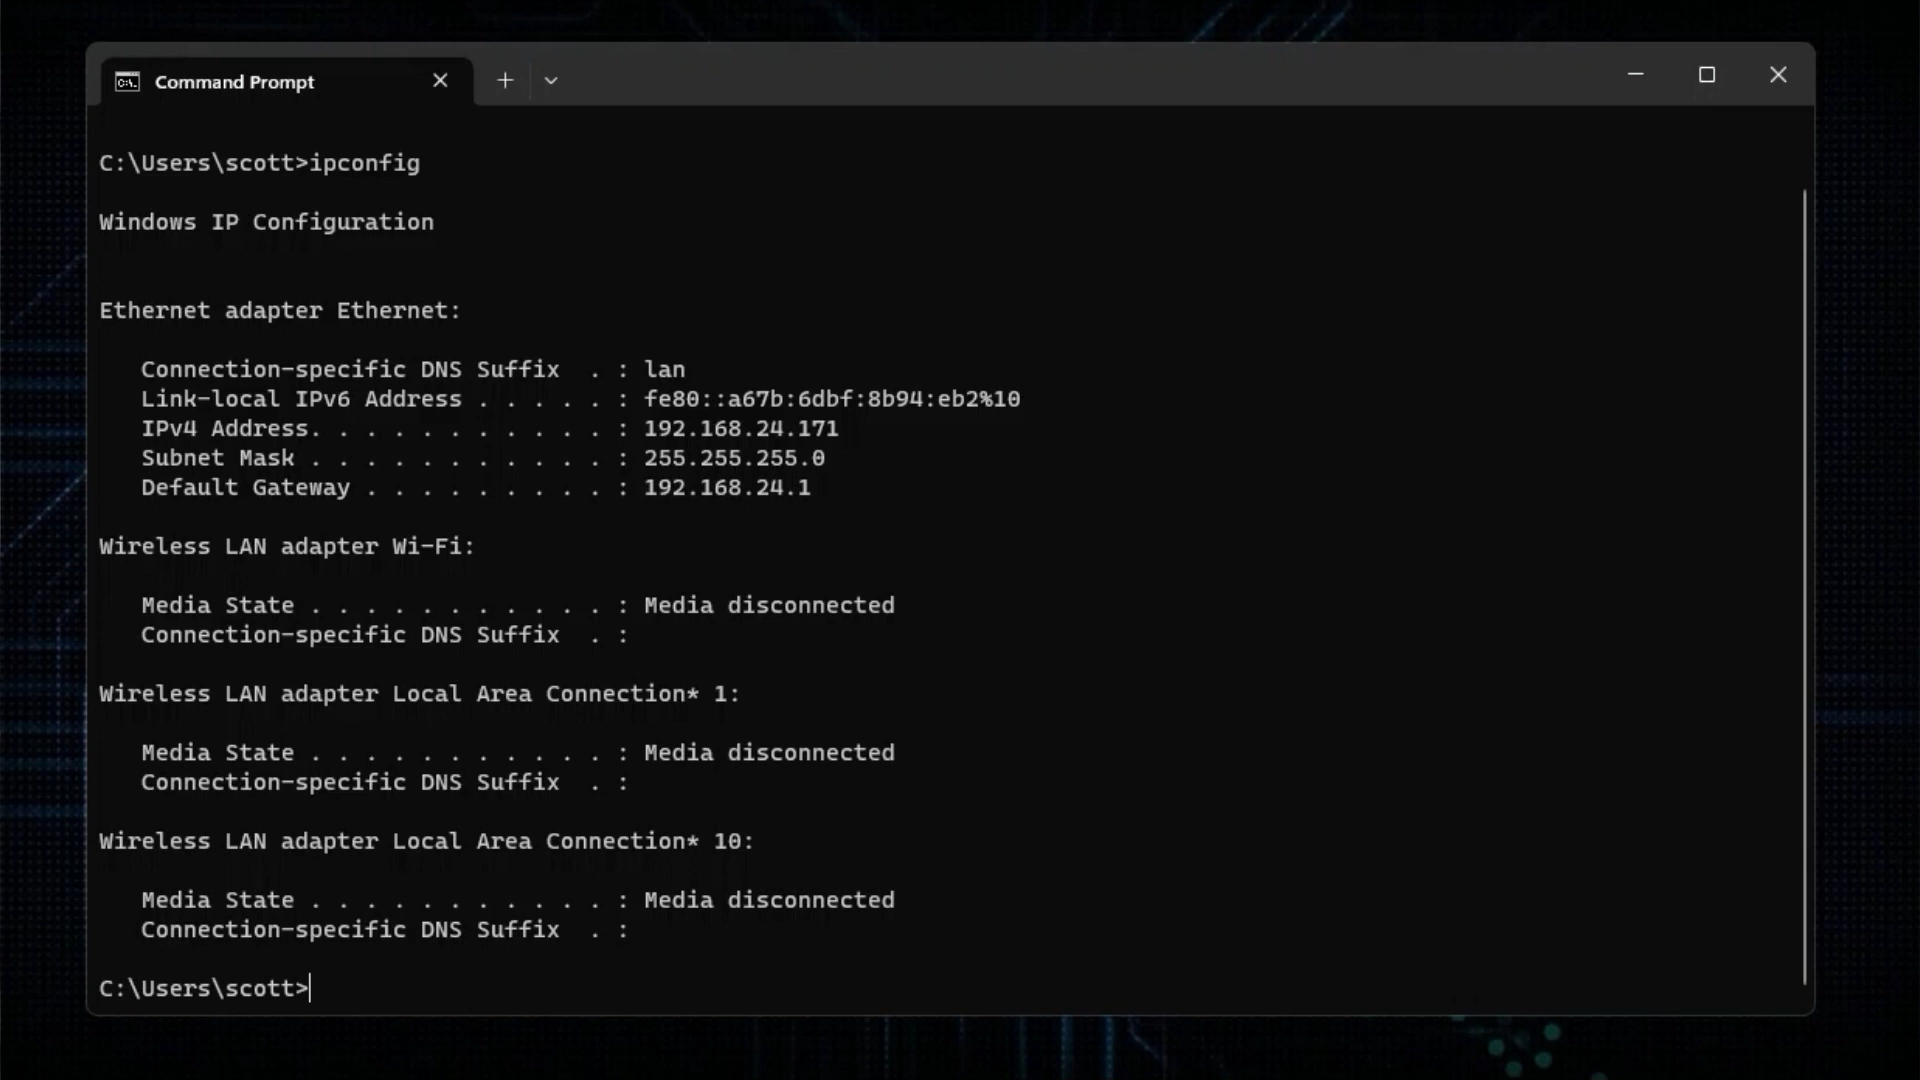 Command Prompt
C:\Users\scott>ipconfig
Windows IP Configuration
Ethernet adapter Ethernet:
   Connection-specific DNS Suffix  . : lan
   Link-local IPv6 Address . . . . . : fe80::a67b:6dbf:8b94:eb2%10
   IPv4 Address. . . . . . . . . . . : 192.168.24.171
   Subnet Mask . . . . . . . . . . . : 255.255.255.0
   Default Gateway . . . . . . . . . : 192.168.24.1
Wireless LAN adapter Wi-Fi:
   Media State . . . . . . . . . . . : Media disconnected
   Connection-specific DNS Suffix  . :
Wireless LAN adapter Local Area Connection* 1:
   Media State . . . . . . . . . . . : Media disconnected
   Connection-specific DNS Suffix  . :
Wireless LAN adapter Local Area Connection* 10:
   Media State . . . . . . . . . . . : Media disconnected
   Connection-specific DNS Suffix  . :
C:\Users\scott>